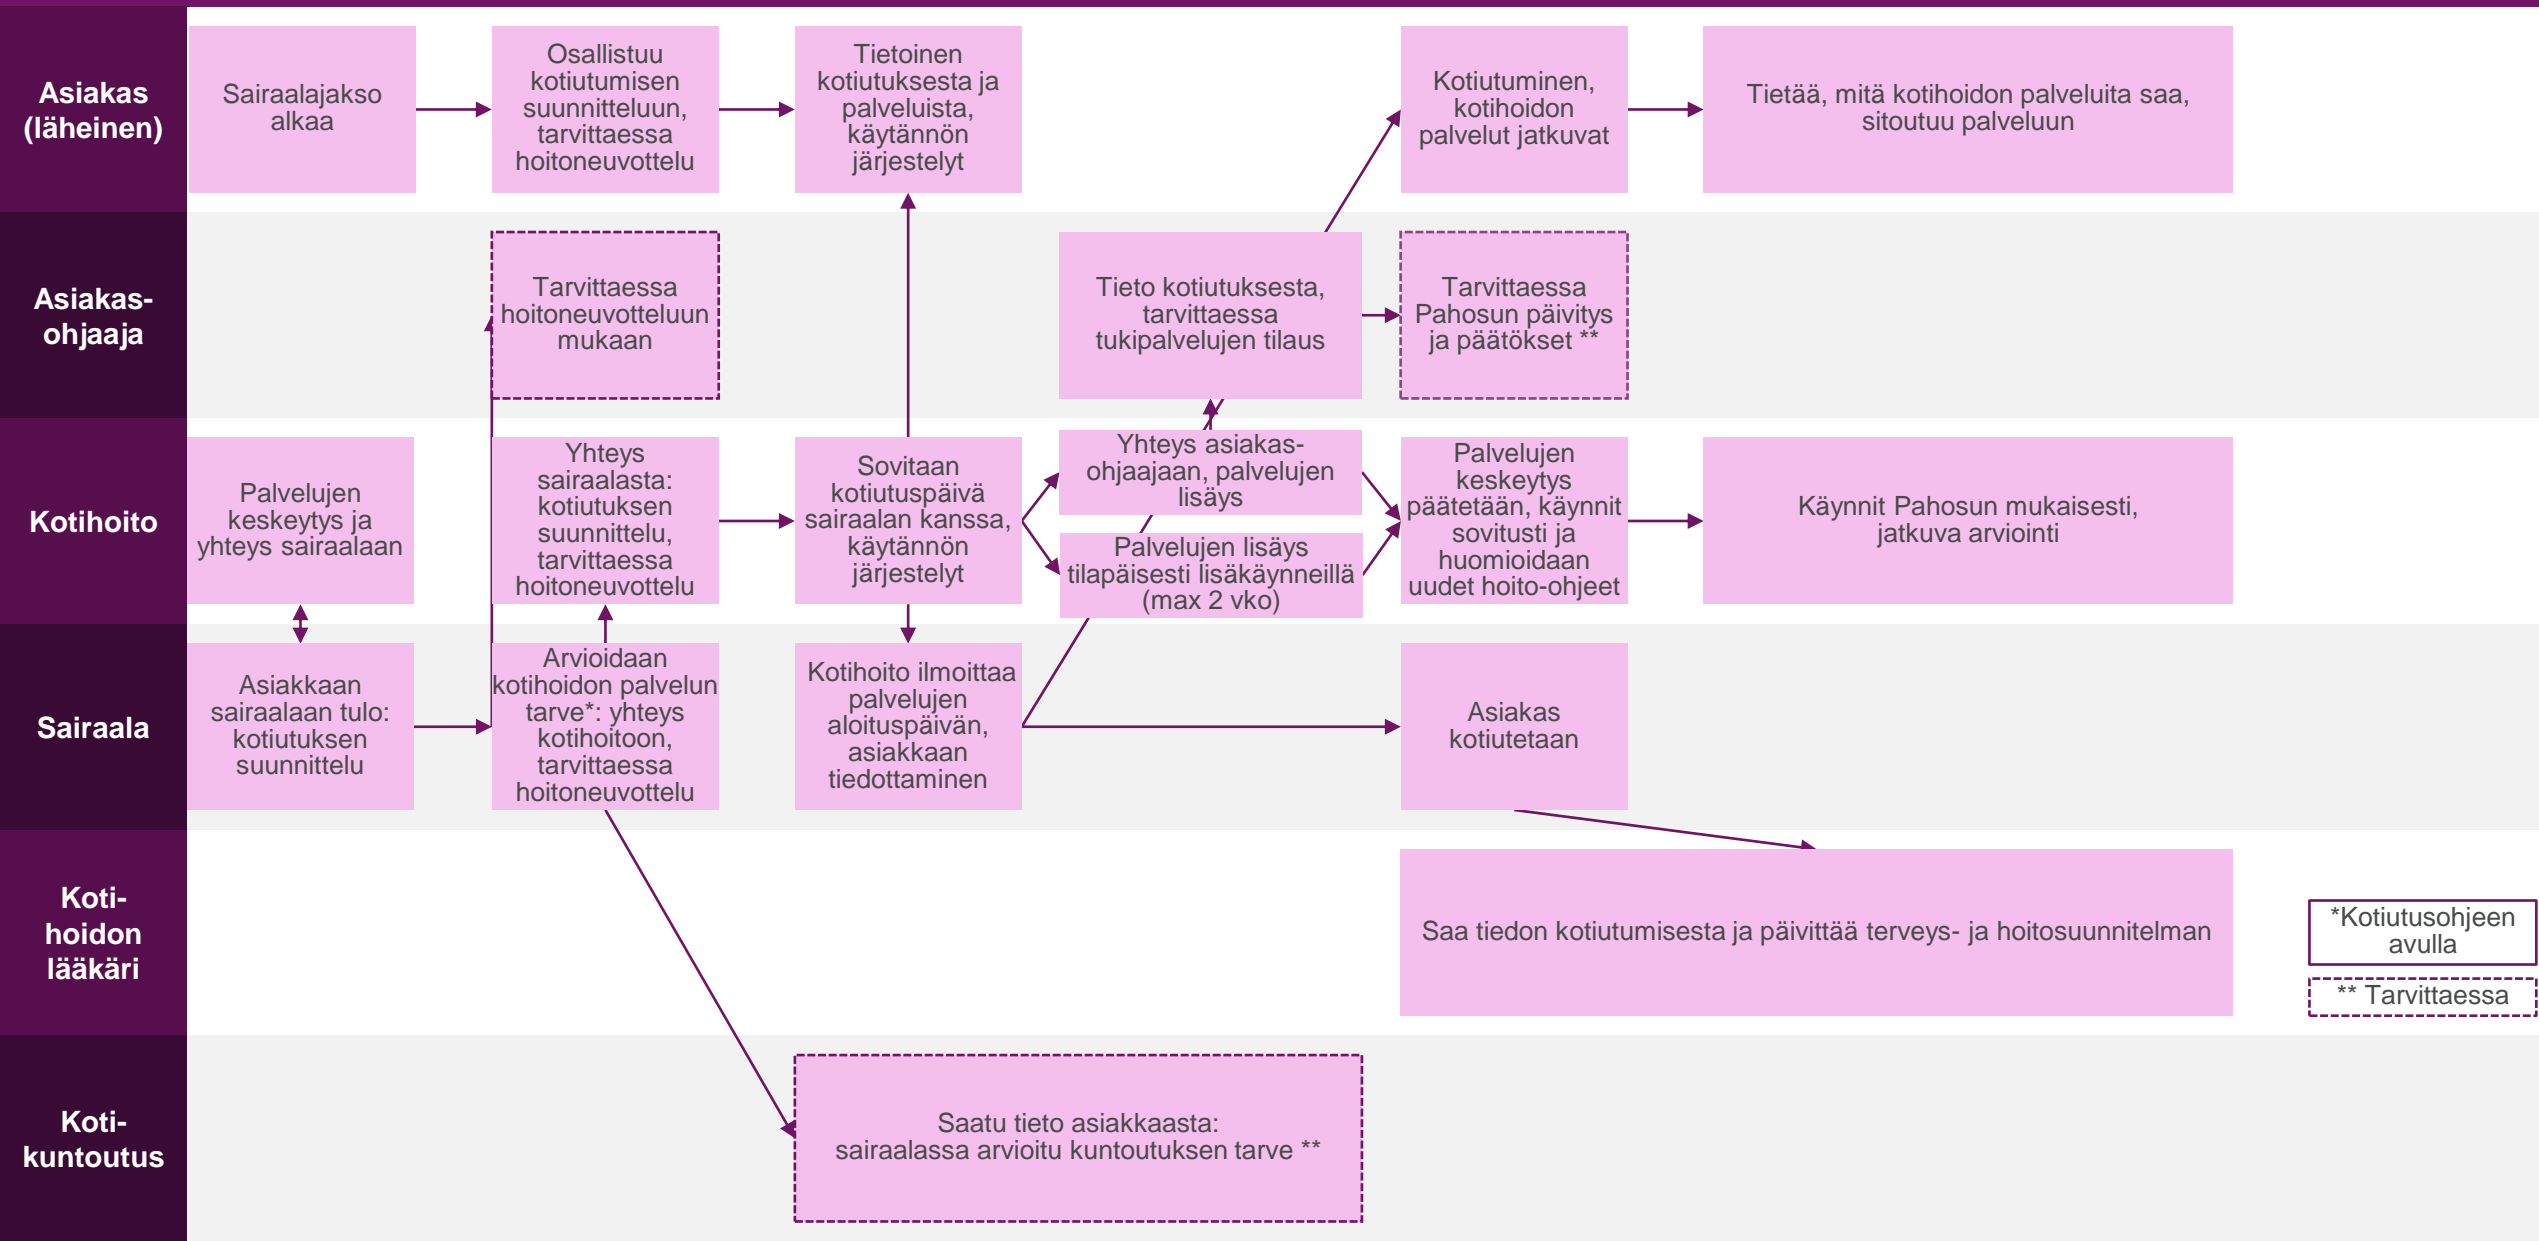 Asiakas
(läheinen)
Sairaalajakso
alkaa
Osallistuu
kotiutumisen
suunnitteluun,
tarvittaessa
hoitoneuvottelu
Tietoinen
kotiutuksesta ja
palveluista,
käytännön
järjestelyt
Kotiutuminen,
kotihoidon
palvelut jatkuvat
Tietää, mitä kotihoidon palveluita saa,
sitoutuu palveluun
Asiakas-
ohjaaja
Tarvittaessa
hoitoneuvotteluun
mukaan
Tieto kotiutuksesta,
tarvittaessa
tukipalvelujen tilaus
Tarvittaessa
Pahosun päivitys
ja päätökset **
Kotihoito
Palvelujen
keskeytys ja
yhteys sairaalaan
Yhteys
sairaalasta:
kotiutuksen
suunnittelu,
tarvittaessa
hoitoneuvottelu
Sovitaan
kotiutuspäivä
sairaalan kanssa,
käytännön
järjestelyt
Yhteys asiakas-
ohjaajaan, palvelujen
lisäys
Palvelujen lisäys
tilapäisesti lisäkäynneillä
(max 2 vko)
Palvelujen
keskeytys
päätetään, käynnit
sovitusti ja
huomioidaan
uudet hoito-ohjeet
Käynnit Pahosun mukaisesti,
jatkuva arviointi
Sairaala
Asiakkaan
sairaalaan tulo:
kotiutuksen
suunnittelu
Arvioidaan
kotihoidon palvelun
tarve*: yhteys
kotihoitoon,
tarvittaessa
hoitoneuvottelu
Kotihoito ilmoittaa
palvelujen
aloituspäivän,
asiakkaan
tiedottaminen
Asiakas
kotiutetaan
Koti-
hoidon
lääkäri
Saa tiedon kotiutumisesta ja päivittää terveys- ja hoitosuunnitelman
*Kotiutusohjeen
avulla
** Tarvittaessa
Koti-
kuntoutus
Saatu tieto asiakkaasta:
sairaalassa arvioitu kuntoutuksen tarve **